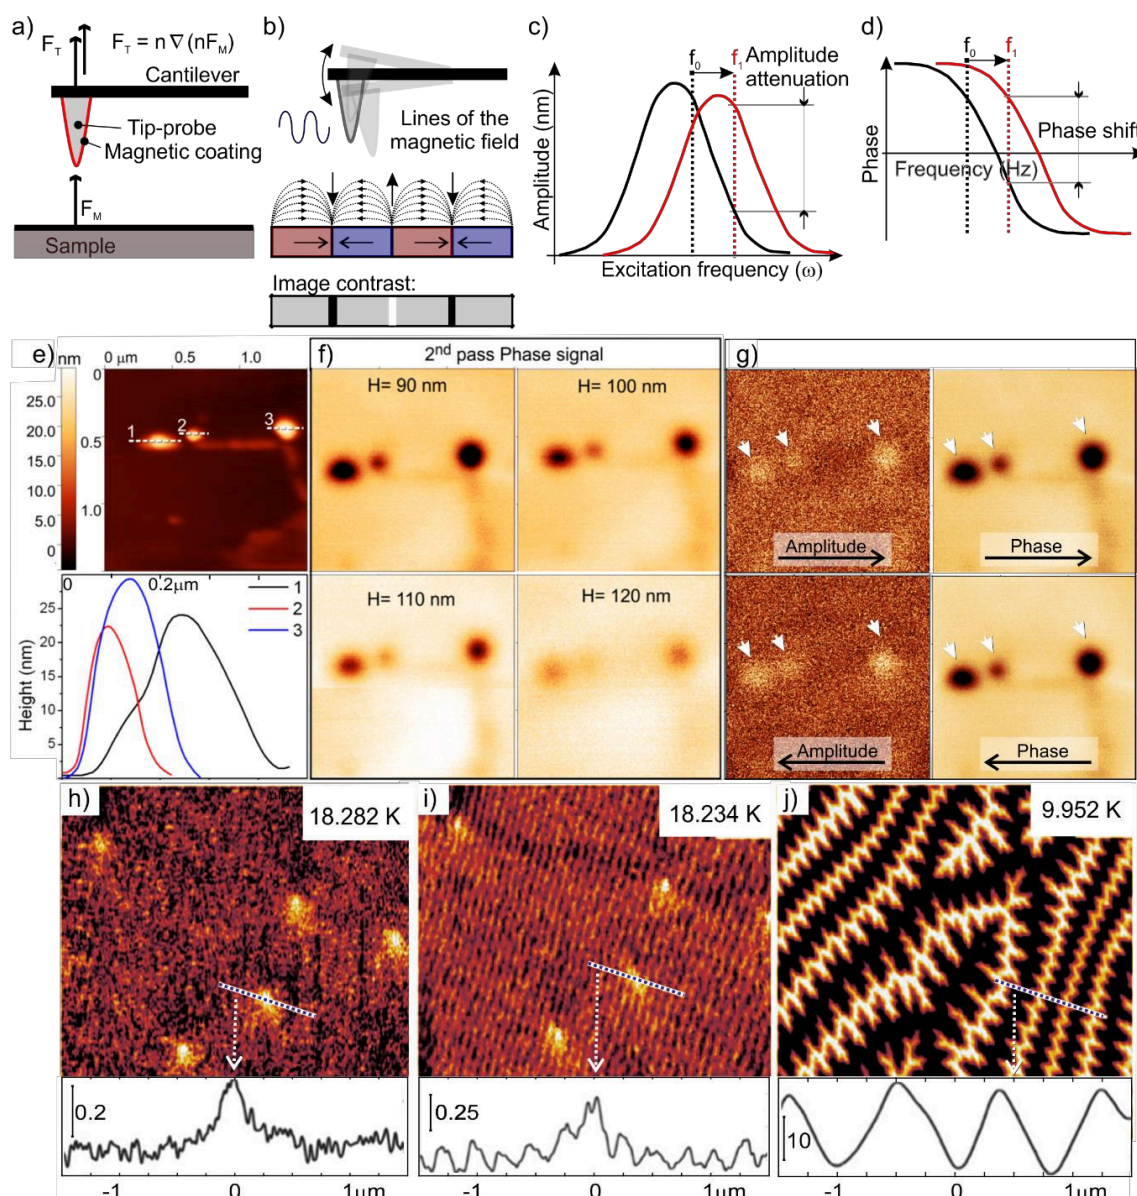 a)
F_T
F_T = n ∇ (nF_M)
Cantilever
Tip-probe
Magnetic coating
F_M
Sample
b)
Lines of the
magnetic field
Image contrast:
c)
f_0
f_1
Amplitude
attenuation
Amplitude (nm)
Excitation frequency (ω)
d)
f_0
f_1
Phase shift
Phase
Frequency (Hz)
e)
nm
0 μm
0.5
1.0
25.0
20.0
15.0
10.0
5.0
0
0
0.5
1.0
1
2
3
0
0.2μm
1
2
3
25
20
15
10
5
Height (nm)
f)
2nd pass Phase signal
H= 90 nm
H= 100 nm
H= 110 nm
H= 120 nm
g)
Amplitude
Phase
Amplitude
Phase
h)
18.282 K
0.2
-1
0
1μm
i)
18.234 K
0.25
-1
0
1μm
j)
9.952 K
10
-1
0
1μm